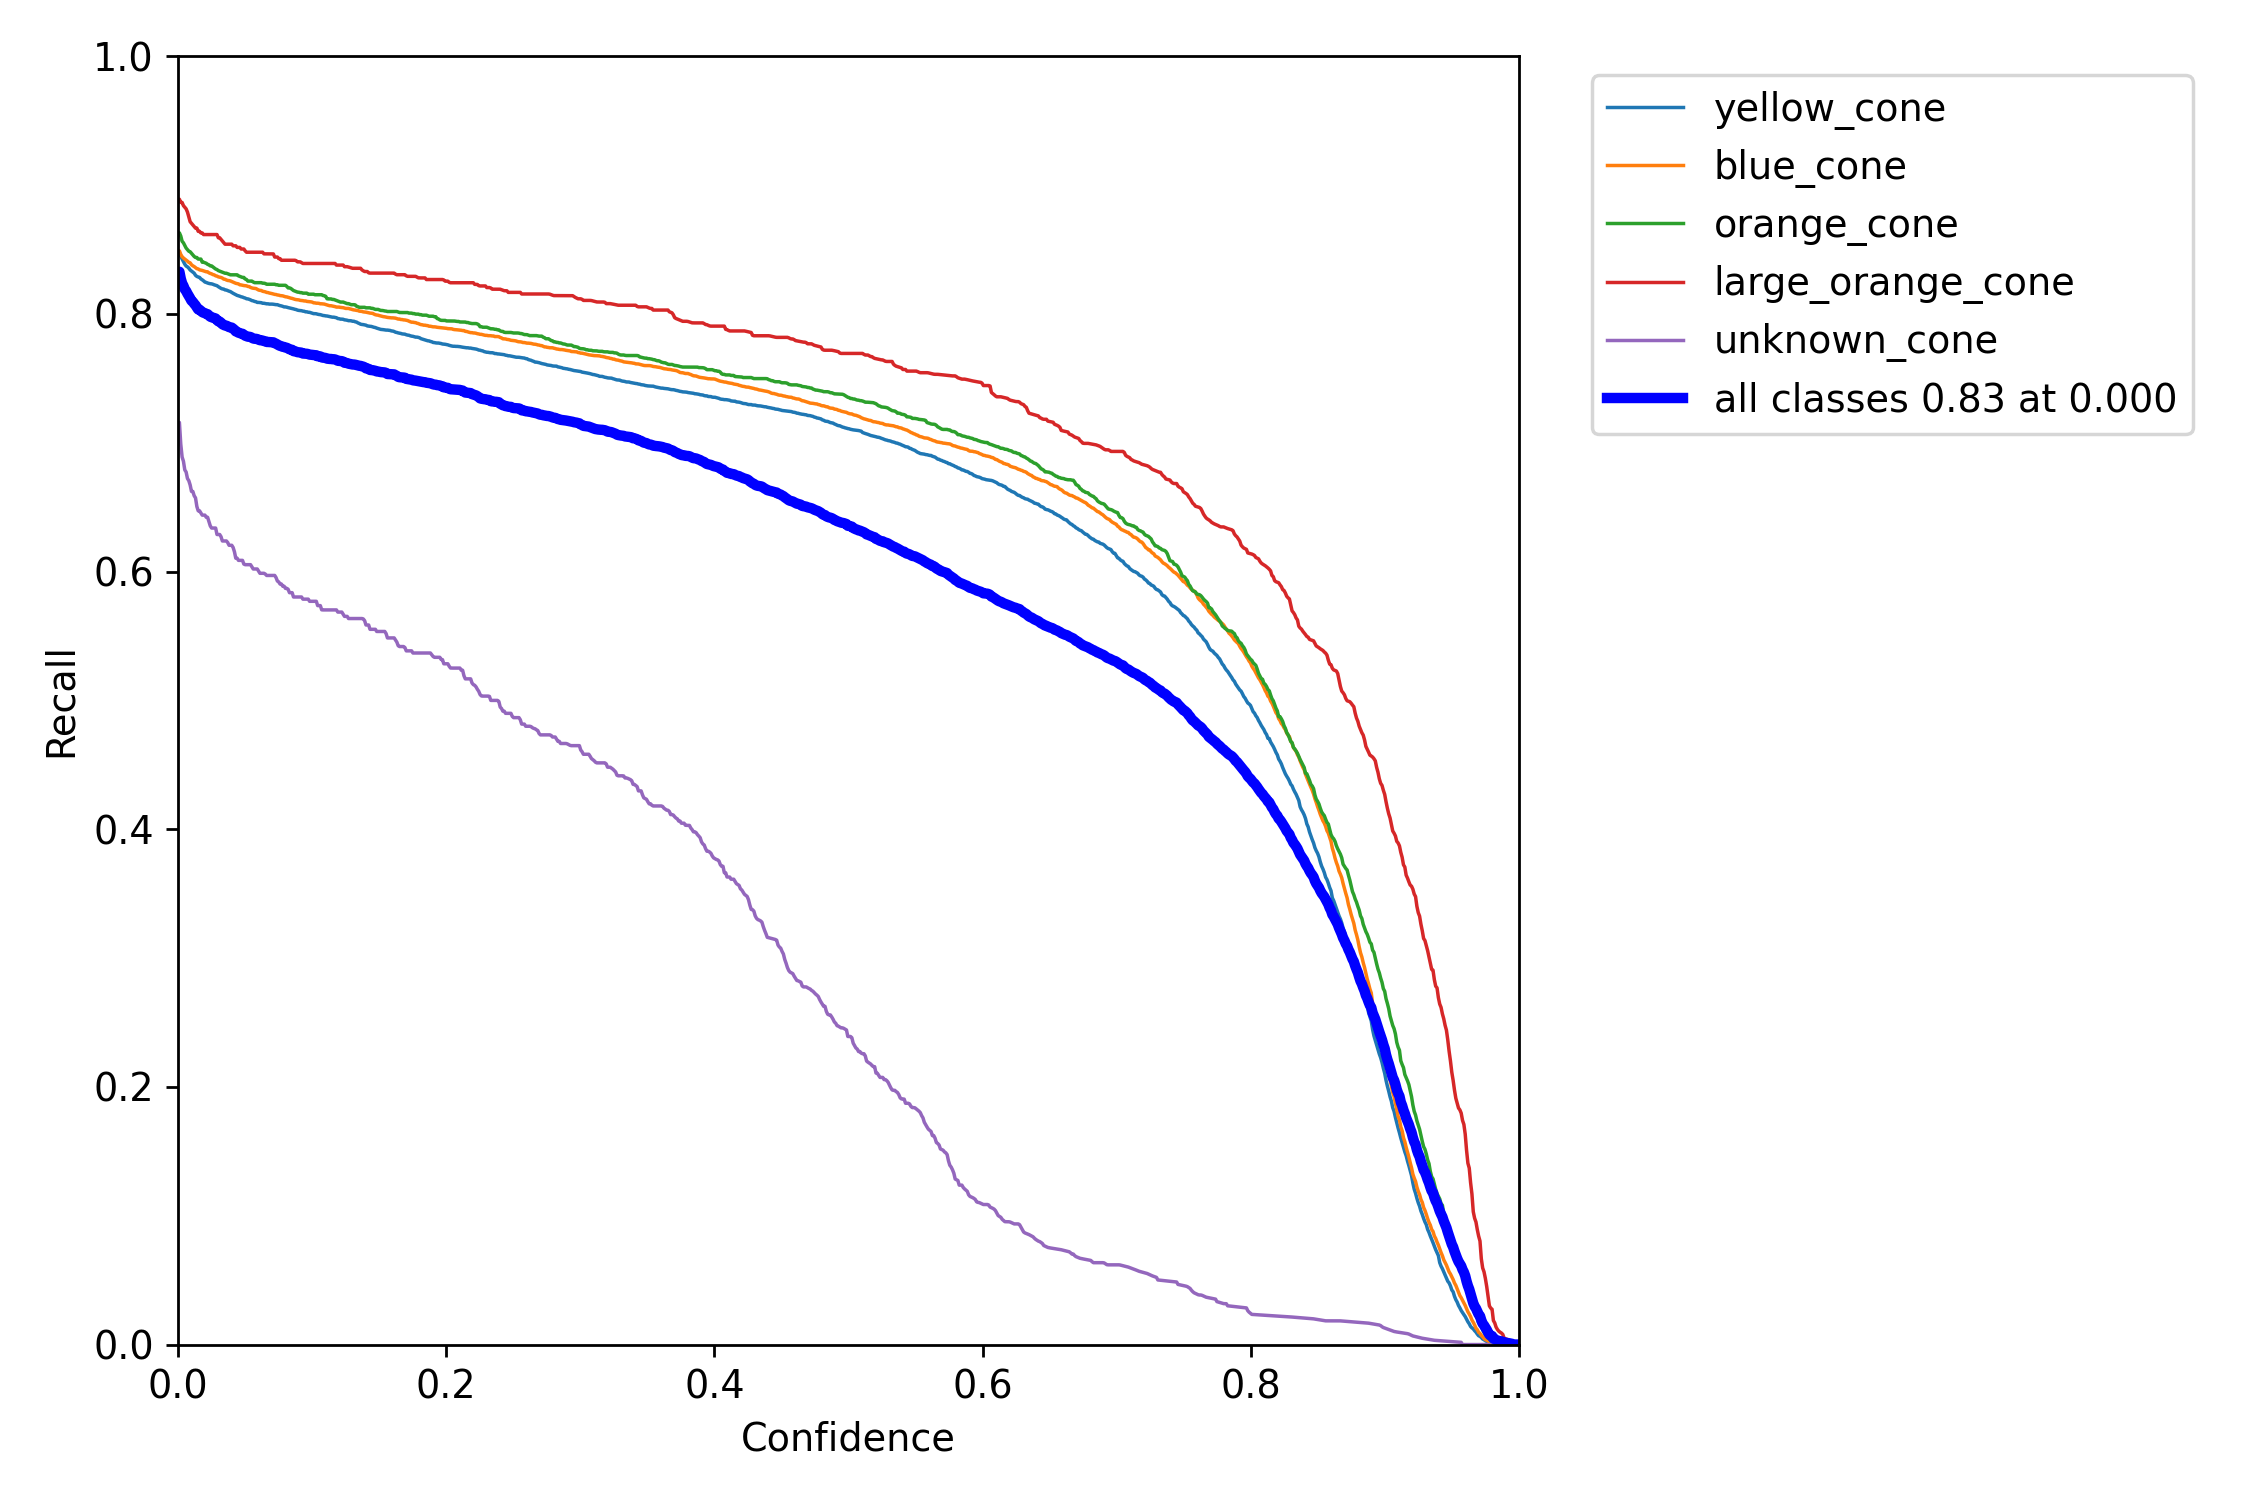 1.0
0.8
0.6
0.4
0.2
0.0
Recall
0.0 0.2 0.4 0.6 0.8 1.0
Confidence
yellow_cone
blue_cone
orange_cone
large_orange_cone
unknown_cone
all classes 0.83 at 0.000